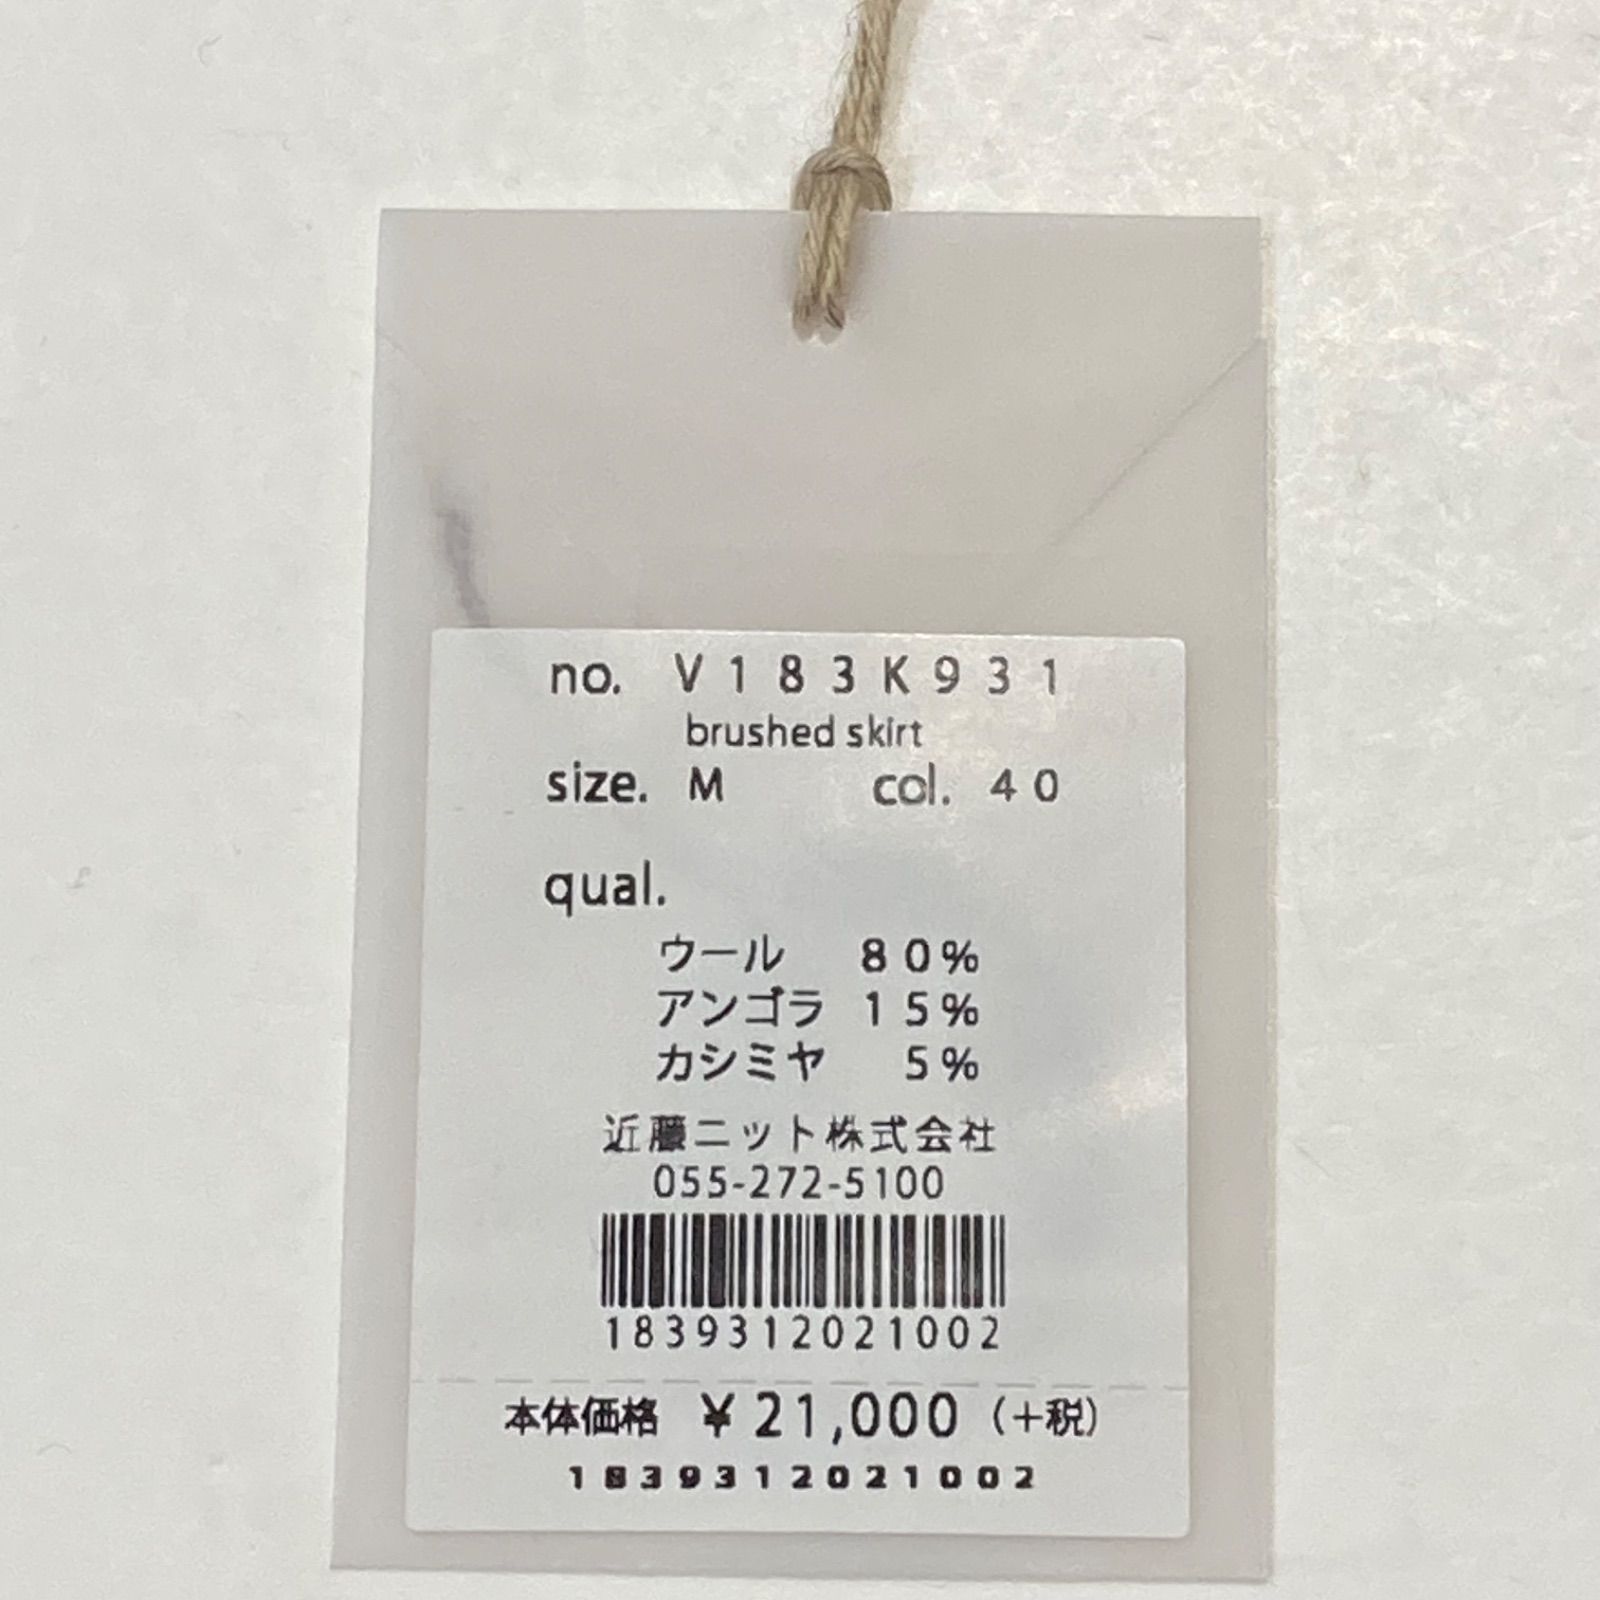 no. V183K931
brushed skirt
size. M col. 40
qual.
ウール 80%
アンゴラ 15%
カシミヤ 5%
近藤ニット株式会社
055-272-5100
1839312021002
本体価格 ¥21,000 (+税)
1839312021002